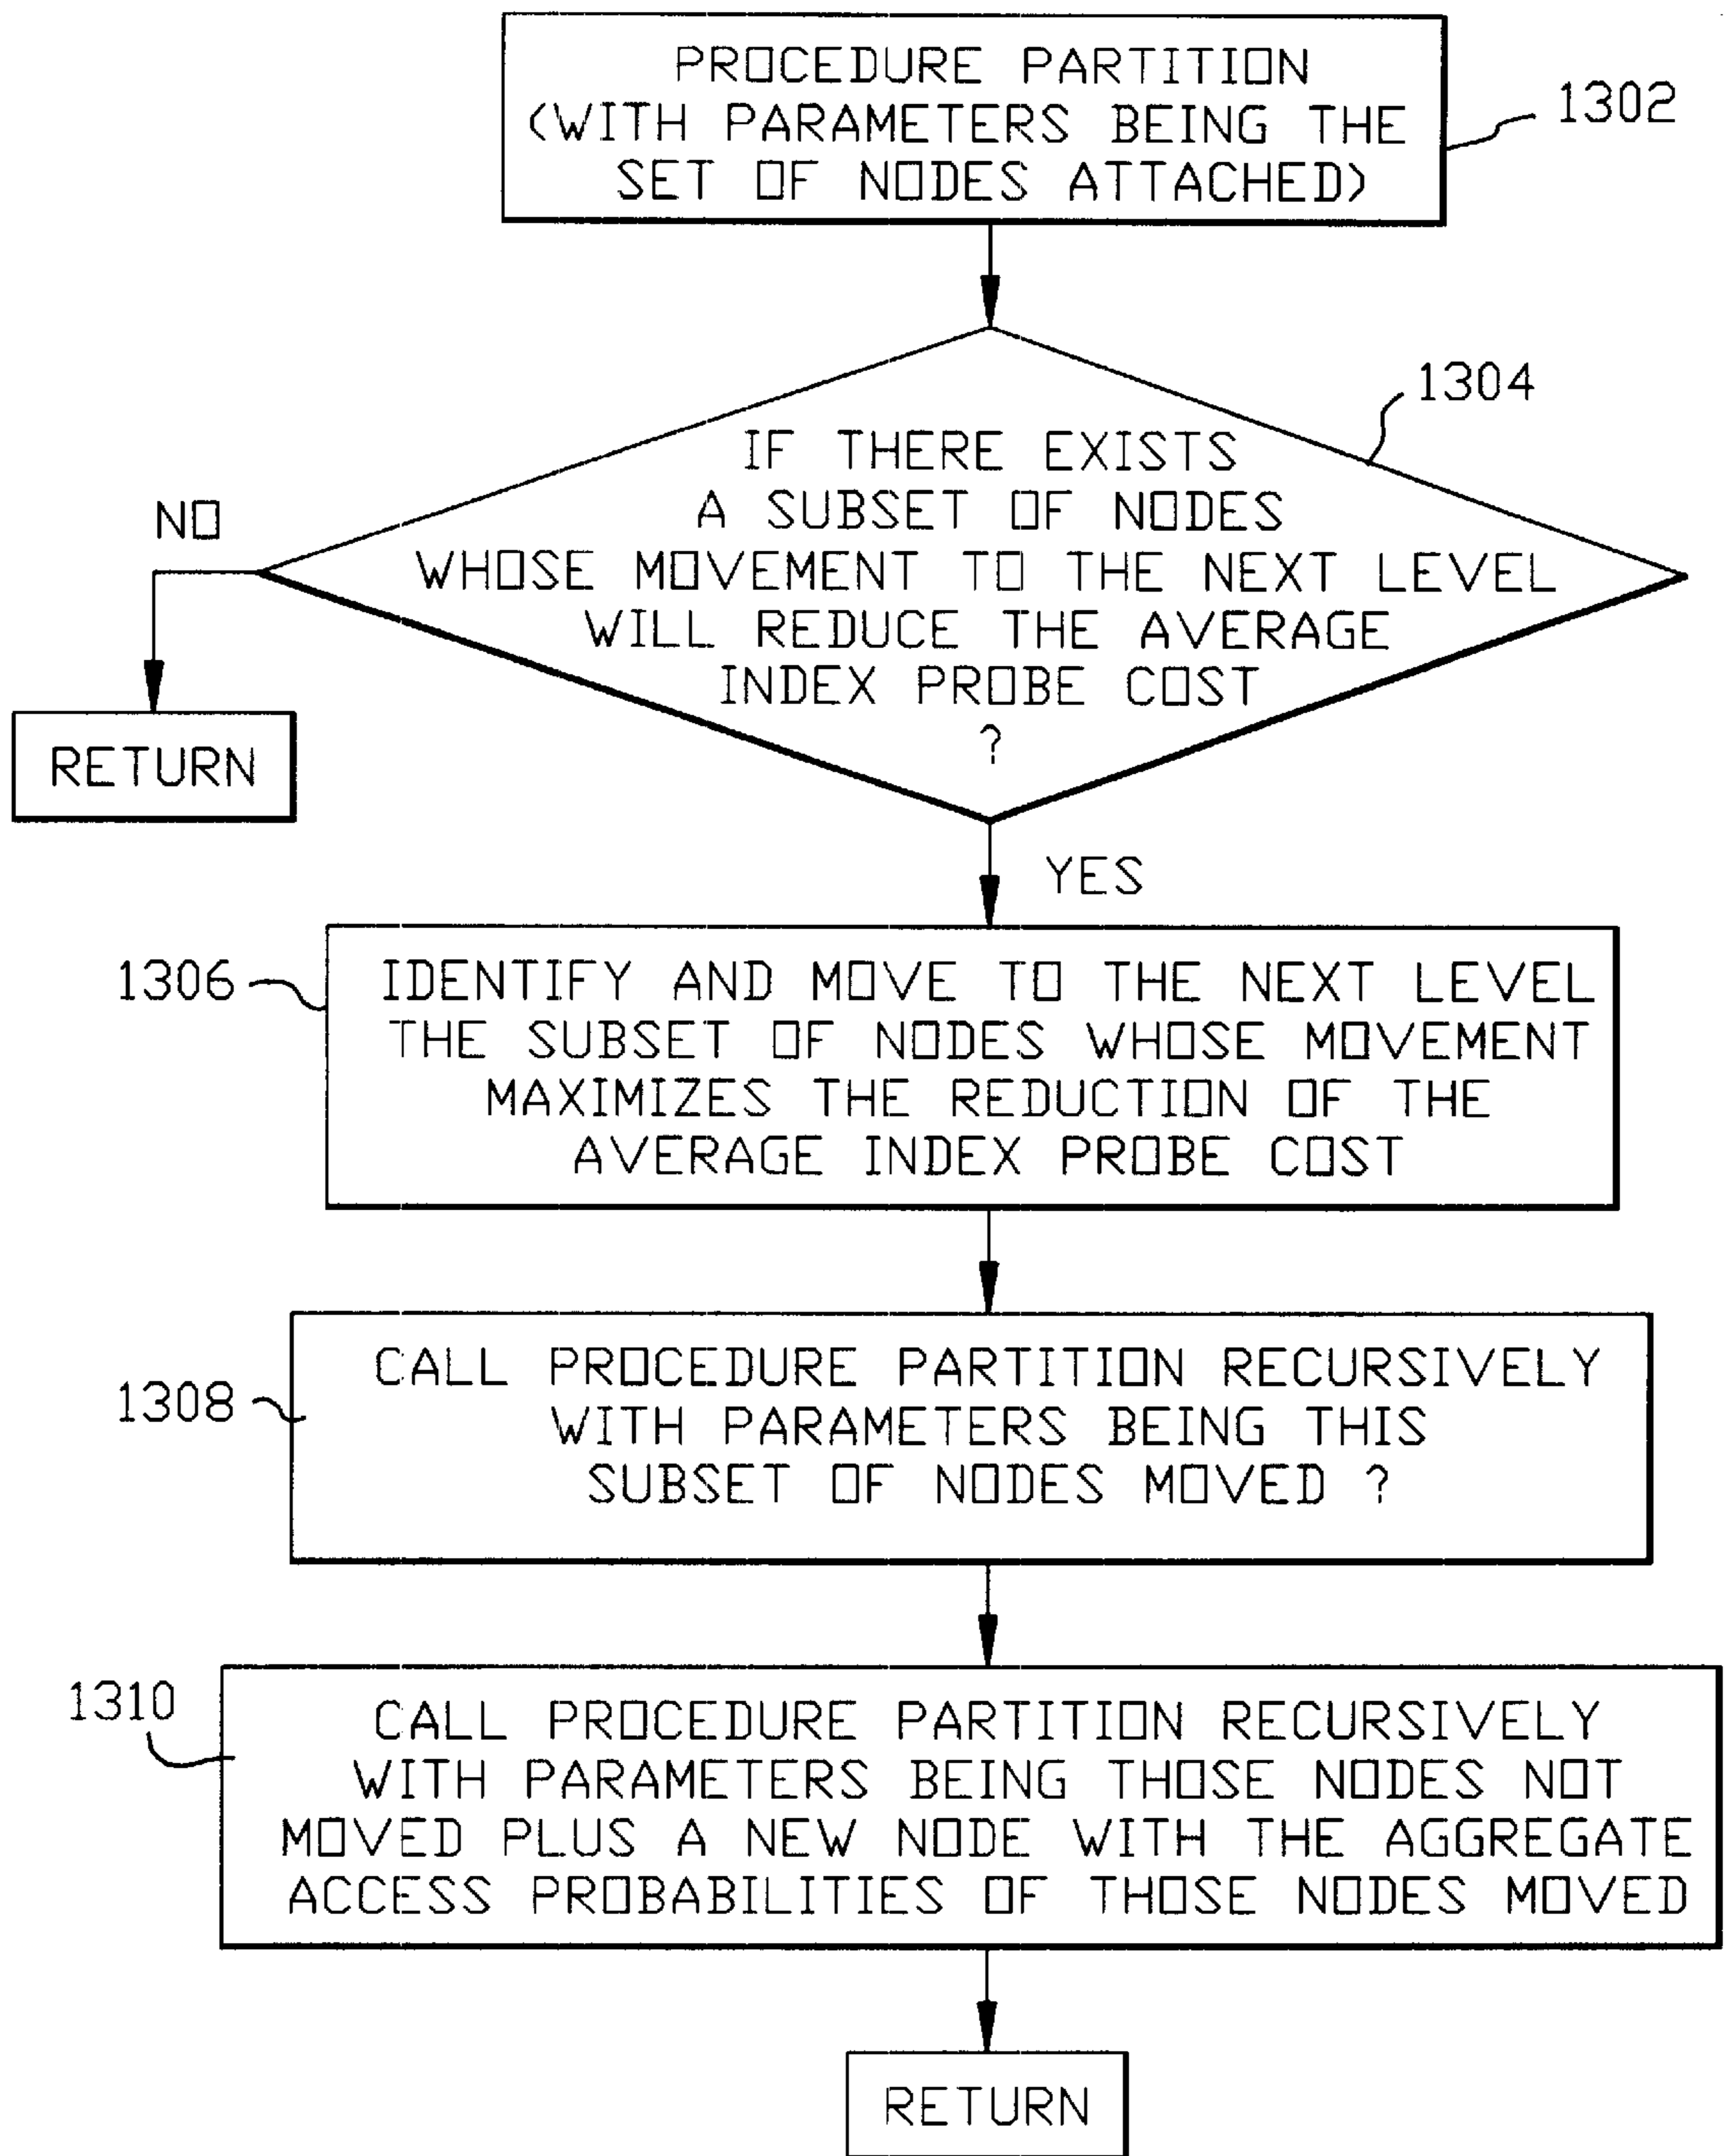 PROCEDURE PARTITION
(WITH PARAMETERS BEING THE
SET OF NODES ATTACHED)
1302
1304
IF THERE EXISTS
A SUBSET OF NODES
WHOSE MOVEMENT TO THE NEXT LEVEL
WILL REDUCE THE AVERAGE
INDEX PROBE COST
?
NO
RETURN
YES
1306
IDENTIFY AND MOVE TO THE NEXT LEVEL
THE SUBSET OF NODES WHOSE MOVEMENT
MAXIMIZES THE REDUCTION OF THE
AVERAGE INDEX PROBE COST
1308
CALL PROCEDURE PARTITION RECURSIVELY
WITH PARAMETERS BEING THIS
SUBSET OF NODES MOVED ?
1310
CALL PROCEDURE PARTITION RECURSIVELY
WITH PARAMETERS BEING THOSE NODES NOT
MOVED PLUS A NEW NODE WITH THE AGGREGATE
ACCESS PROBABILITIES OF THOSE NODES MOVED
RETURN